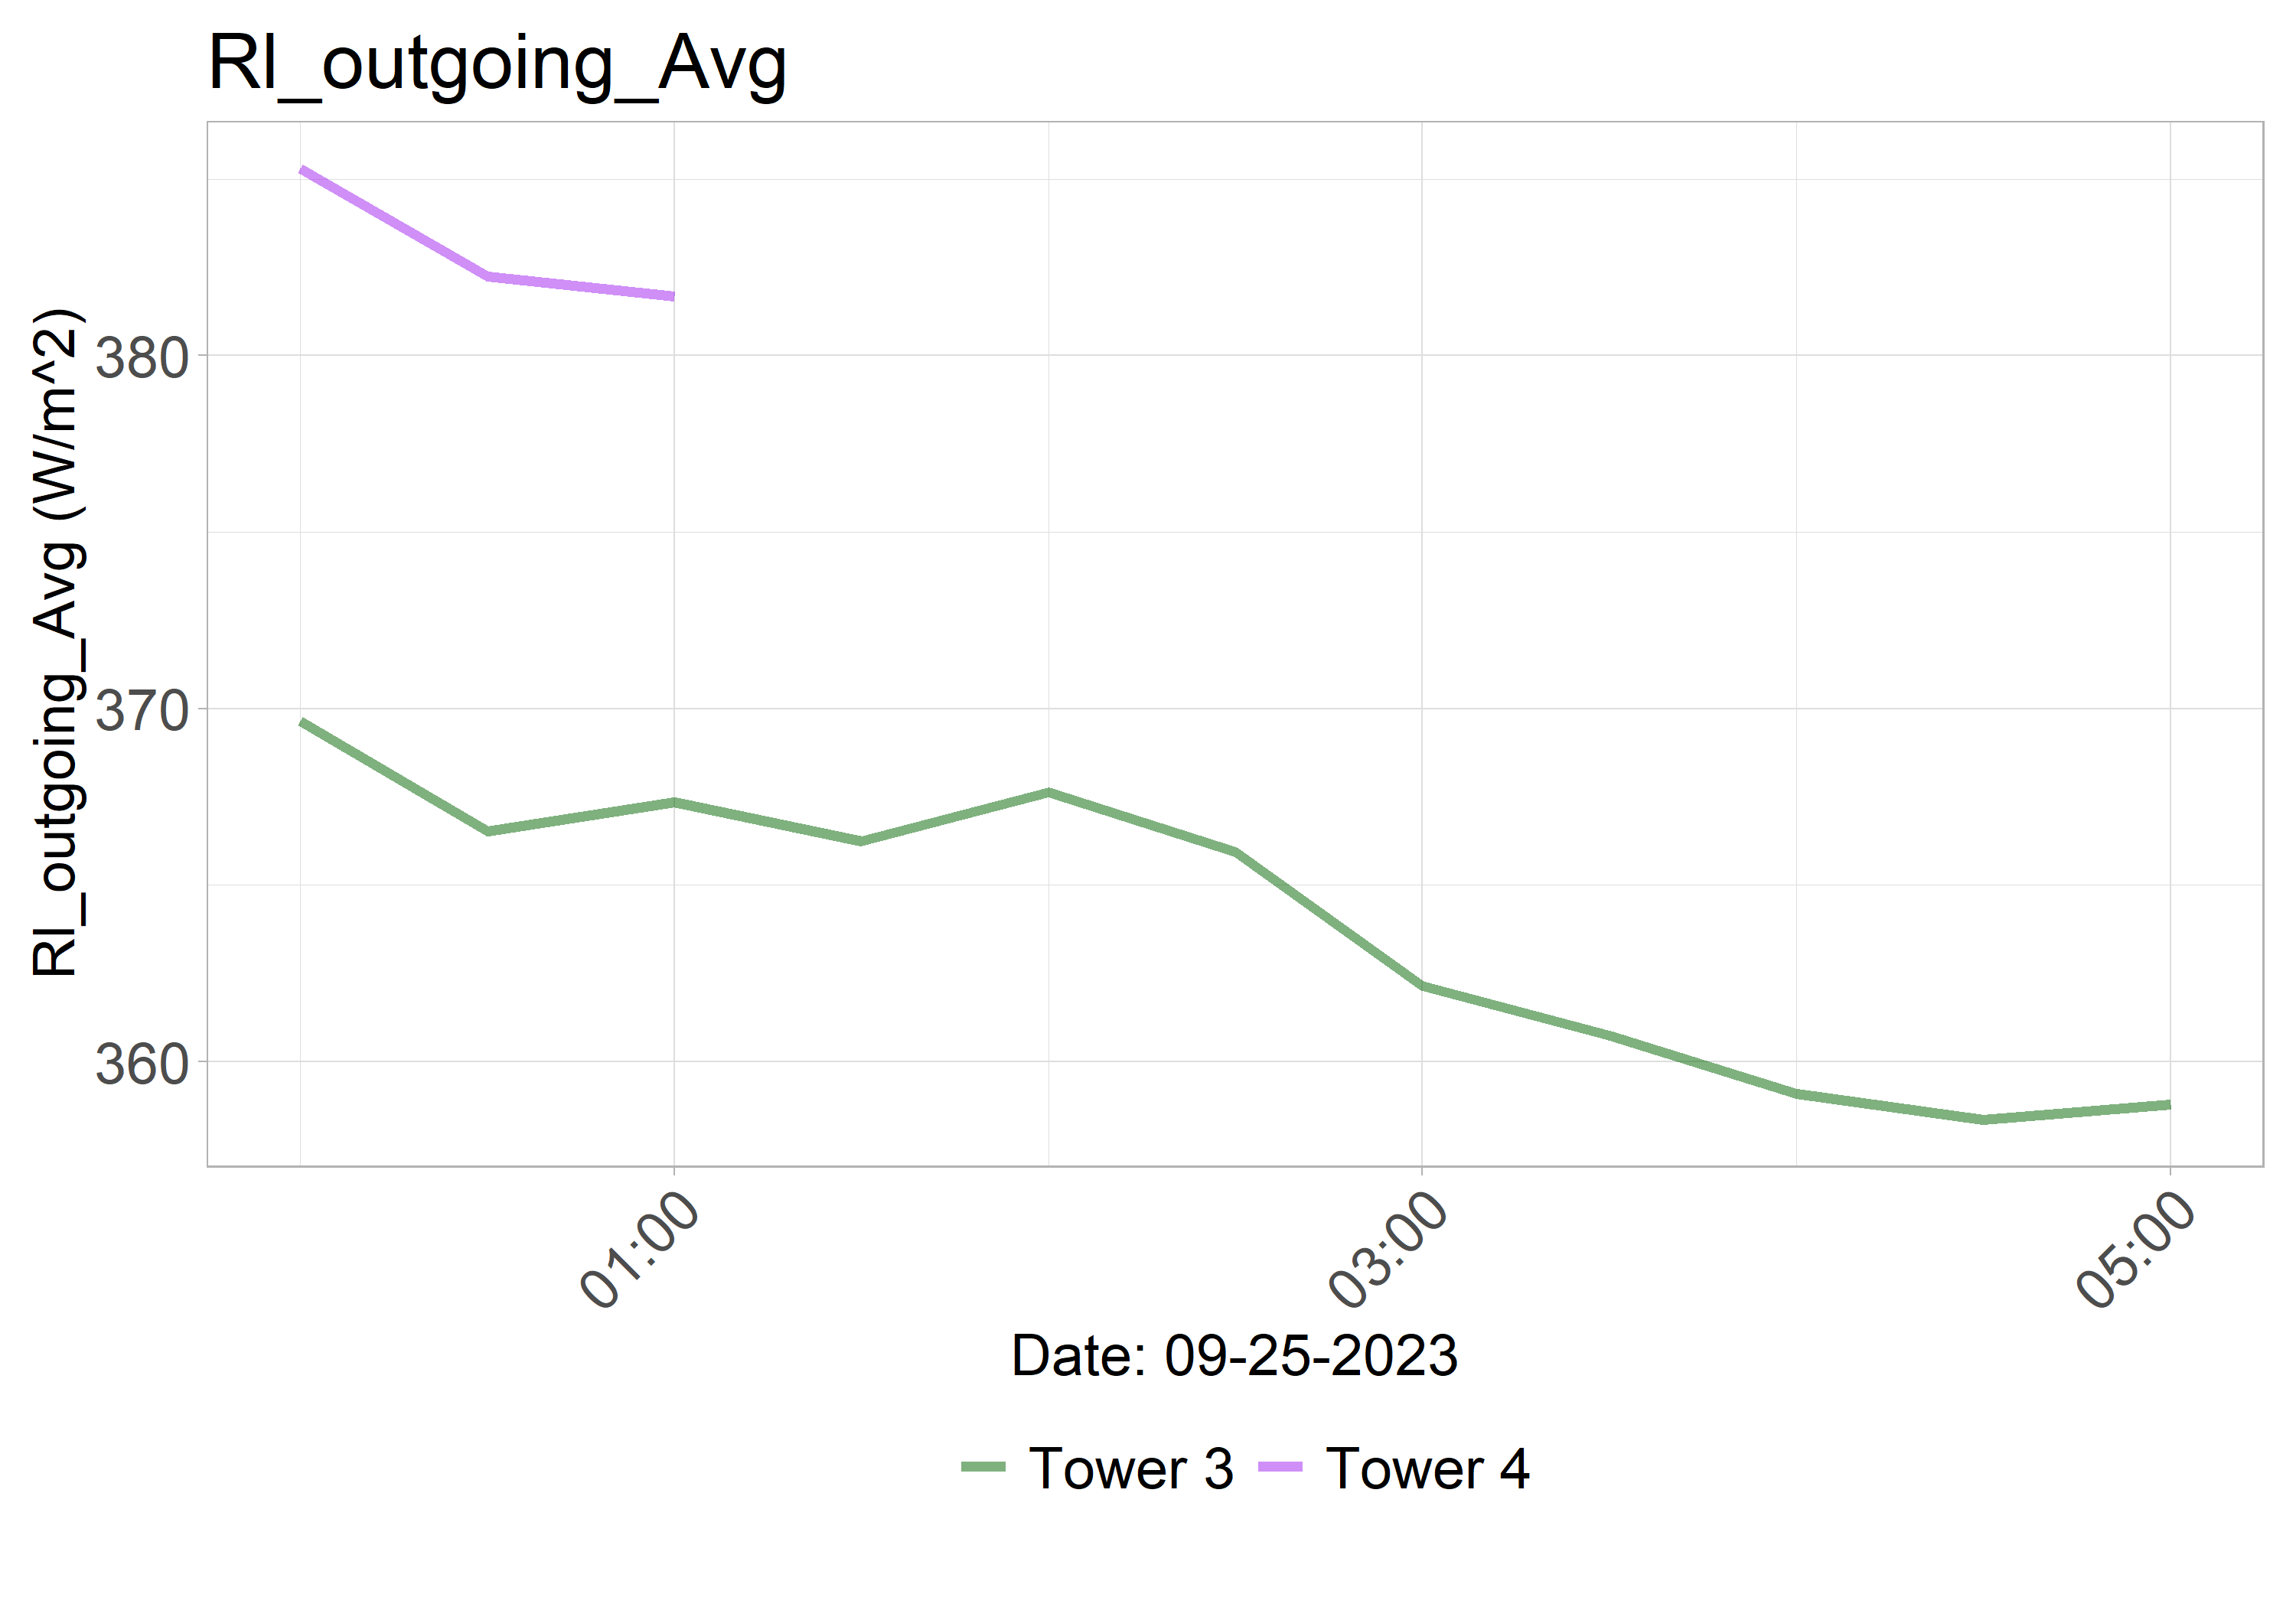 Rl_outgoing_Avg
Rl_outgoing_Avg (W/m^2)
380
370
360
01:00
03:00
05:00
Date: 09-25-2023
Tower 3
Tower 4